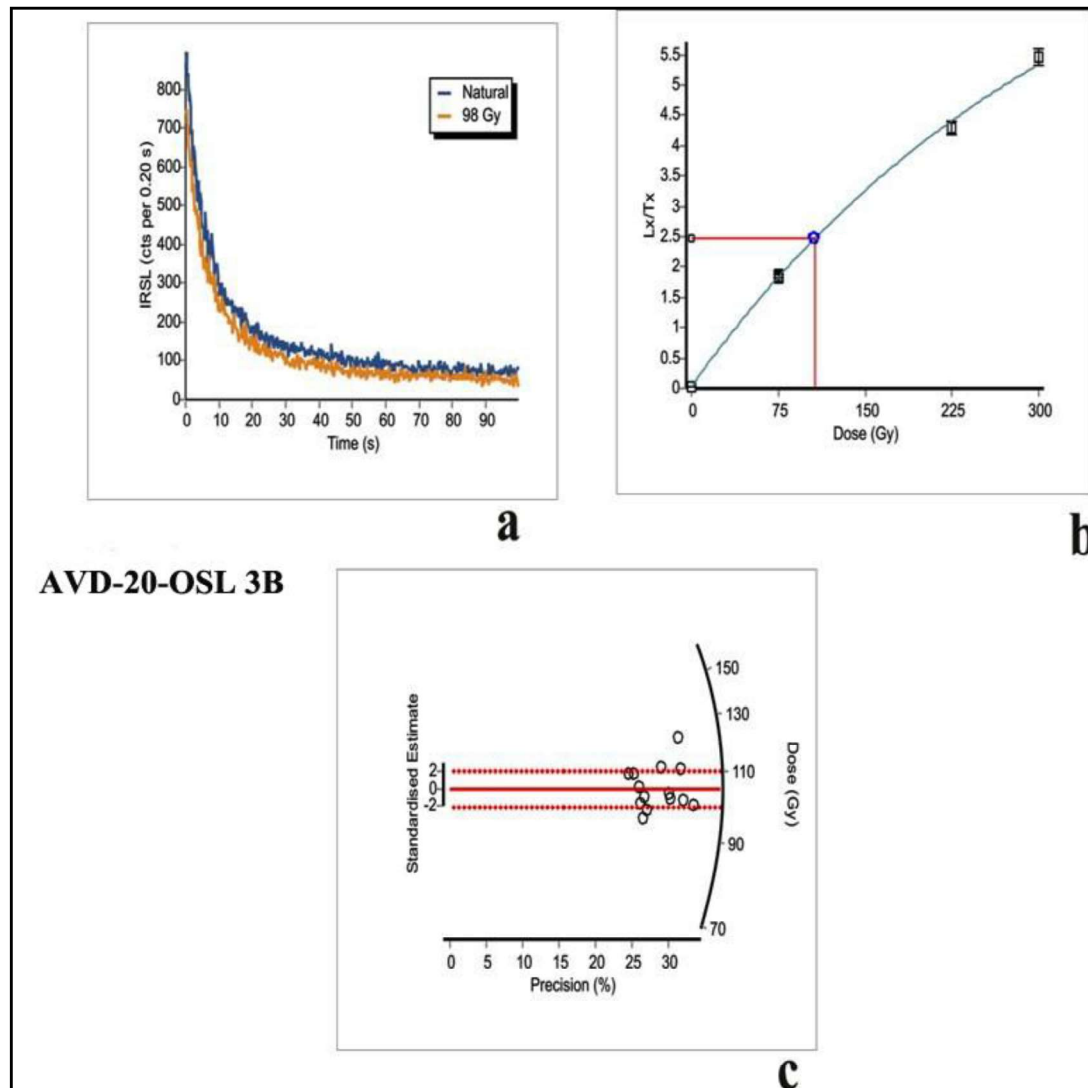 800
700
600
500
400
300
200
100
0
IRSL (cts per 0.20 s)
Natural
98 Gy
0 10 20 30 40 50 60 70 80 90
Time (s)
a
5.5
5
4.5
4
3.5
3
2.5
2
1.5
1
0.5
0
Lx/Tx
0 75 150 225 300
Dose (Gy)
b
AVD-20-OSL 3B
Standardised Estimate
2
0
-2
150
130
110
90
70
Dose (Gy)
0 5 10 15 20 25 30
Precision (%)
c